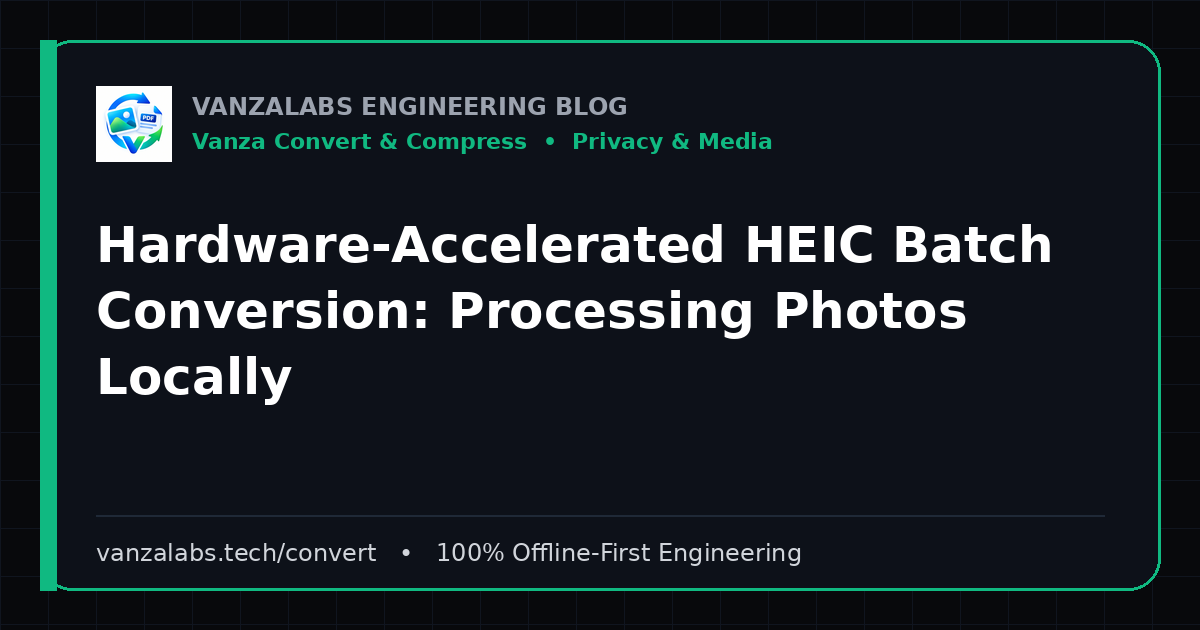 VANZALABS ENGINEERING BLOG
Vanza Convert & Compress • Privacy & Media
PDF
Hardware-Accelerated HEIC Batch
Conversion: Processing Photos
Locally
vanzalabs.tech/convert • 100% Offline-First Engineering